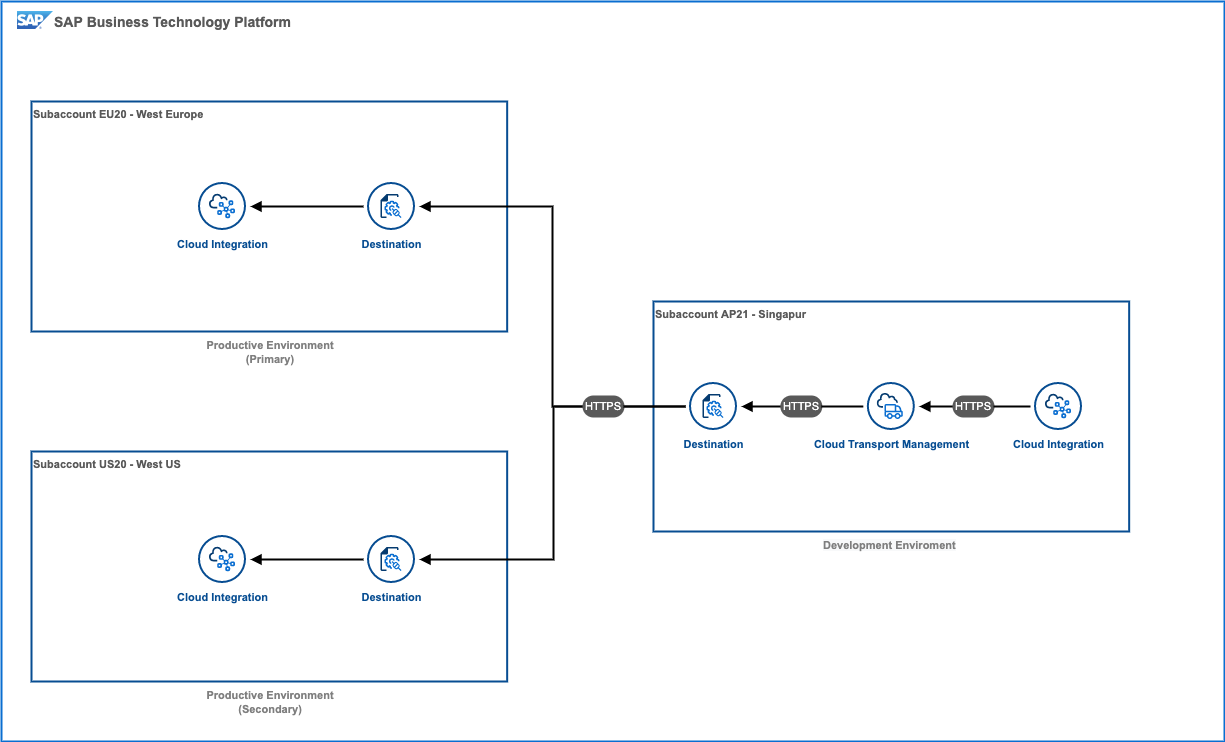 SAP SAP Business Technology Platform
Subaccount EU20 - West Europe
Cloud Integration
Destination
Productive Environment
(Primary)
Subaccount AP21 - Singapur
HTTPS
HTTPS
HTTPS
Destination
Cloud Transport Management
Cloud Integration
Development Enviroment
Subaccount US20 - West US
Cloud Integration
Destination
Productive Environment
(Secondary)